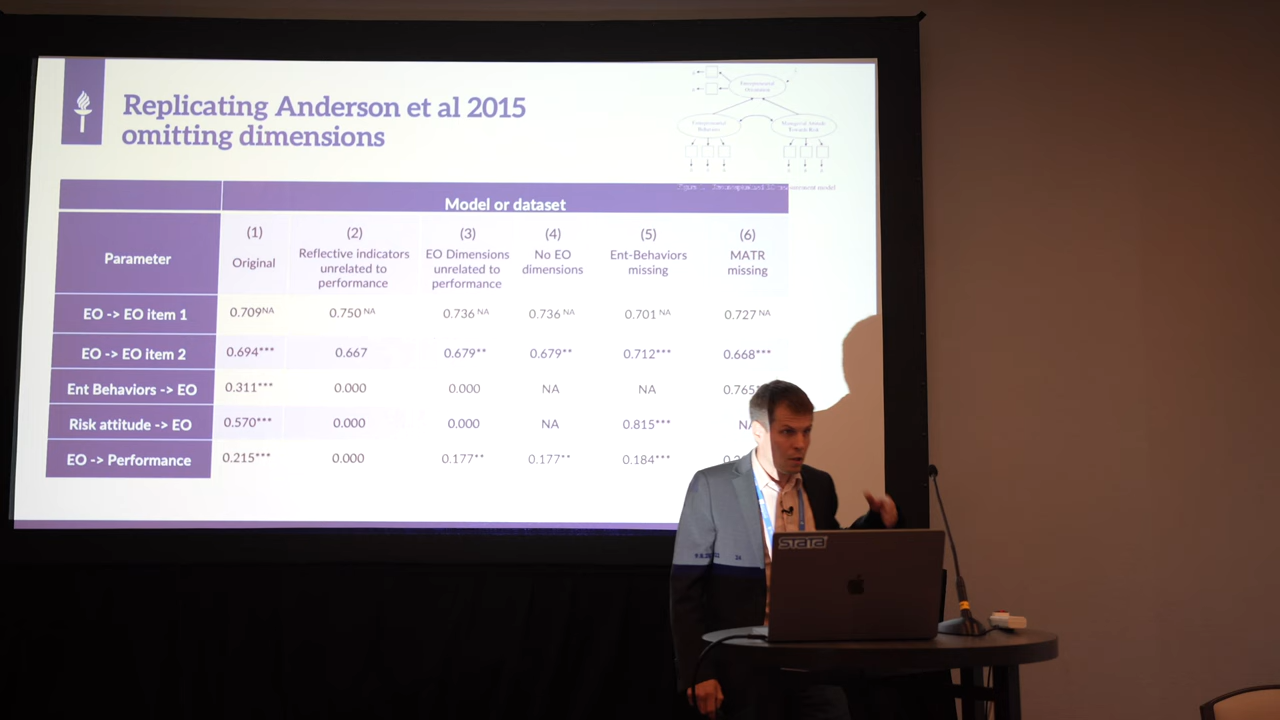 Replicating Anderson et al 2015
omitting dimensions
Model or dataset
Parameter
(1)
Original
(2)
Reflective indicators
unrelated to
performance
(3)
EO Dimensions
unrelated to
performance
(4)
No EO
dimensions
(5)
Ent-Behaviors
missing
(6)
MATR
missing
EO -> EO item 1 0.709NA 0.750 NA 0.736 NA 0.736 NA 0.701 NA 0.727 NA
EO -> EO item 2 0.694*** 0.667 0.679** 0.679** 0.712*** 0.668***
Ent Behaviors -> EO 0.311*** 0.000 0.000 NA NA 0.765
Risk attitude -> EO 0.570*** 0.000 0.000 NA 0.815***
EO -> Performance 0.215*** 0.000 0.177** 0.177** 0.184***
24
STATA